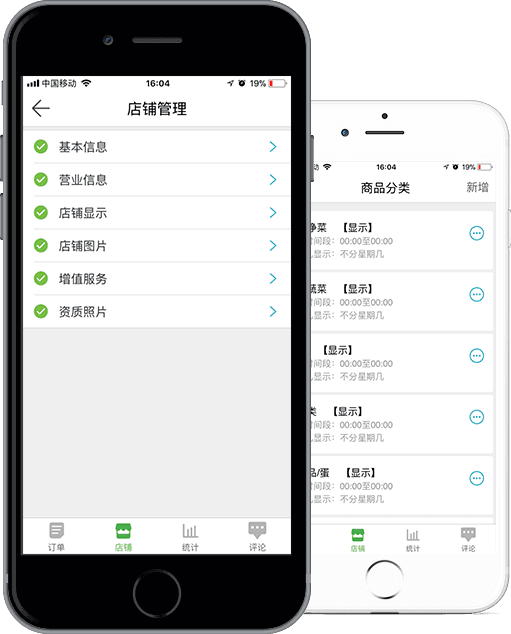 中国移动
16:04
19%
店铺管理
基本信息
营业信息
店铺显示
店铺图片
增值服务
资质照片
订单
店铺
统计
评论
16:04
19%
商品分类
新增
净菜 【显示】
时间段：00:00至00:00
显示：不分星期几
蔬菜 【显示】
时间段：00:00至00:00
显示：不分星期几
【显示】
时间段：00:00至00:00
显示：不分星期几
类 【显示】
时间段：00:00至00:00
显示：不分星期几
品/蛋 【显示】
时间段：00:00至00:00
显示：不分星期几
店铺
统计
评论